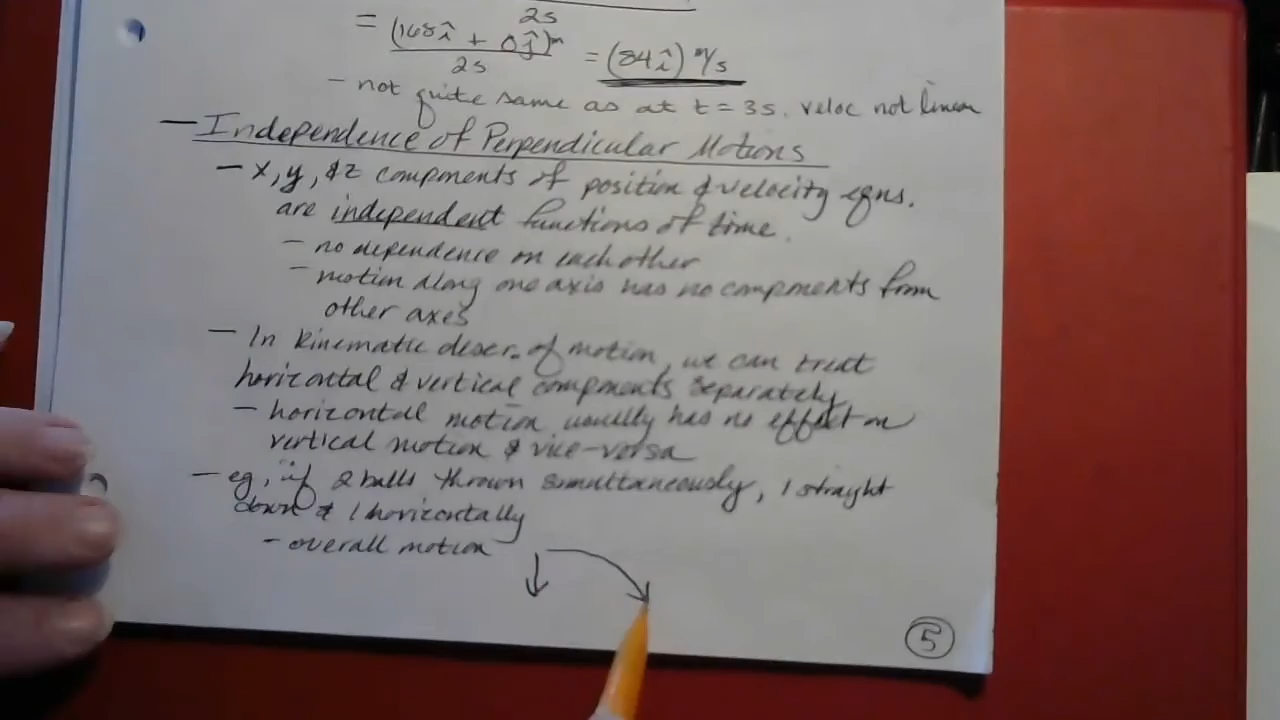 2s
= (168î + 0ĵ)m
2s
= (84î) m/s
- not quite same as at t = 3s. veloc not linear
- Independence of Perpendicular Motions
- x, y, & z components of position & velocity eqns.
are independent functions of time.
- no dependence on each other
- motion along one axis has no components from
other axes
- In kinematic descr. of motion, we can treat
horizontal & vertical components separately
- horizontal motion usually has no effect on
vertical motion & vice-versa
- eg, if 2 balls thrown simultaneously, 1 straight
down & 1 horizontally
- overall motion
5